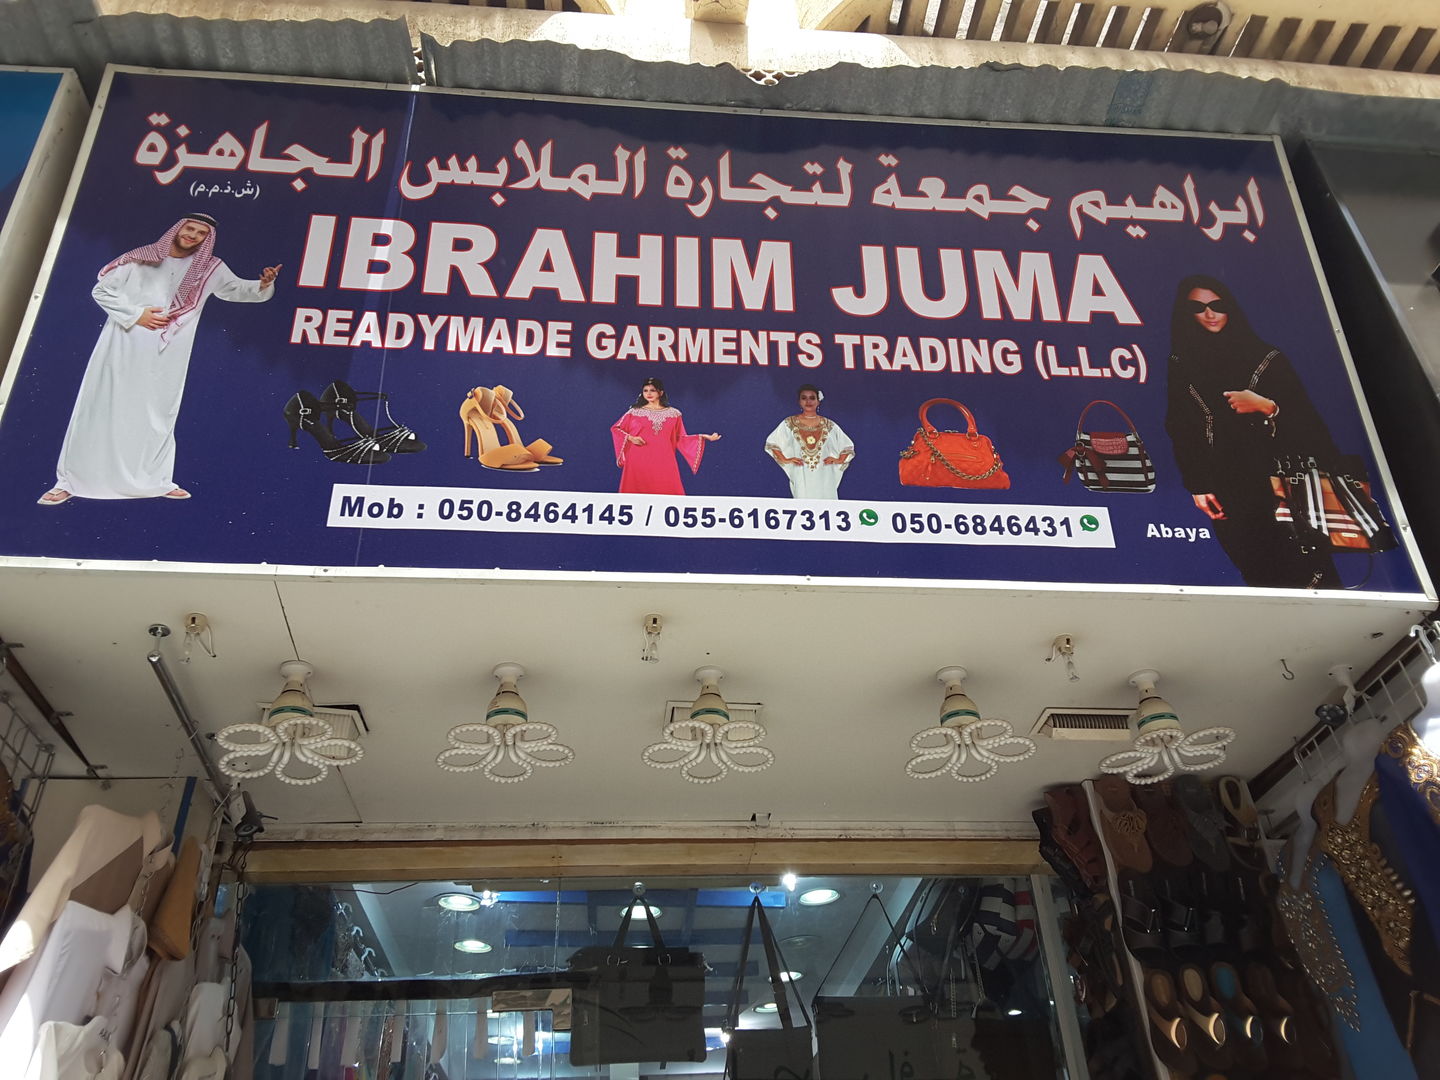 ابراهيم جمعة لتجارة الملابس الجاهزة
(ش.ذ.م.م)
IBRAHIM JUMA
READYMADE GARMENTS TRADING (L.L.C)
Mob : 050-8464145 / 055-6167313 050-6846431
Abaya